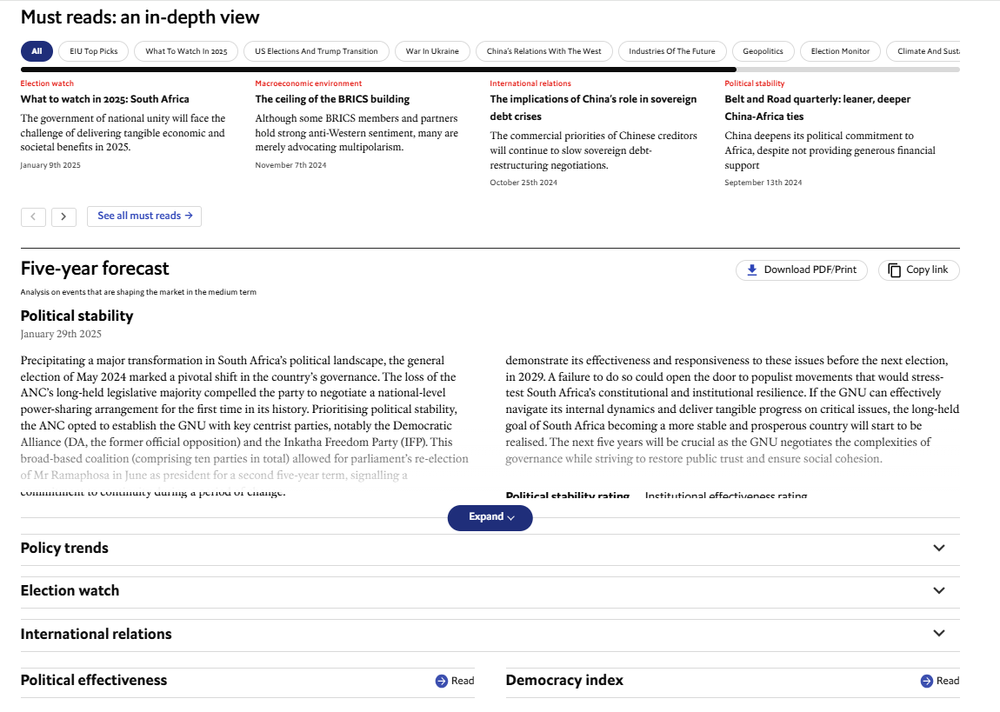 Must reads: an in-depth view
All
EIU Top Picks
What To Watch In 2025
US Elections And Trump Transition
War In Ukraine
China's Relations With The West
Industries Of The Future
Geopolitics
Election Monitor
Climate And Susta
Election watch
What to watch in 2025: South Africa
The government of national unity will face the
challenge of delivering tangible economic and
societal benefits in 2025.
January 9th 2025
Macroeconomic environment
The ceiling of the BRICS building
Although some BRICS members and partners
hold strong anti-Western sentiment, many are
merely advocating multipolarism.
November 7th 2024
International relations
The implications of China's role in sovereign
debt crises
The commercial priorities of Chinese creditors
will continue to slow sovereign debt-
restructuring negotiations.
October 25th 2024
Political stability
Belt and Road quarterly: leaner, deeper
China-Africa ties
China deepens its political commitment to
Africa, despite not providing generous financial
support
September 13th 2024
See all must reads →
Five-year forecast
Download PDF/Print
Copy link
Analysis on events that are shaping the market in the medium term
Political stability
January 29th 2025
Precipitating a major transformation in South Africa's political landscape, the general
election of May 2024 marked a pivotal shift in the country's governance. The loss of the
ANC's long-held legislative majority compelled the party to negotiate a national-level
power-sharing arrangement for the first time in its history. Prioritising political stability,
the ANC opted to establish the GNU with key centrist parties, notably the Democratic
Alliance (DA, the former official opposition) and the Inkatha Freedom Party (IFP). This
broad-based coalition (comprising ten parties in total) allowed for parliament's re-election
of Mr Ramaphosa in June as president for a second five-year term, signalling a
commitment to continuity during a period of change.
demonstrate its effectiveness and responsiveness to these issues before the next election,
in 2029. A failure to do so could open the door to populist movements that would stress-
test South Africa's constitutional and institutional resilience. If the GNU can effectively
navigate its internal dynamics and deliver tangible progress on critical issues, the long-held
goal of South Africa becoming a more stable and prosperous country will start to be
realised. The next five years will be crucial as the GNU negotiates the complexities of
governance while striving to restore public trust and ensure social cohesion.
Political stability rating
Institutional effectiveness rating
Expand
Policy trends
Election watch
International relations
Political effectiveness
Read
Democracy index
Read